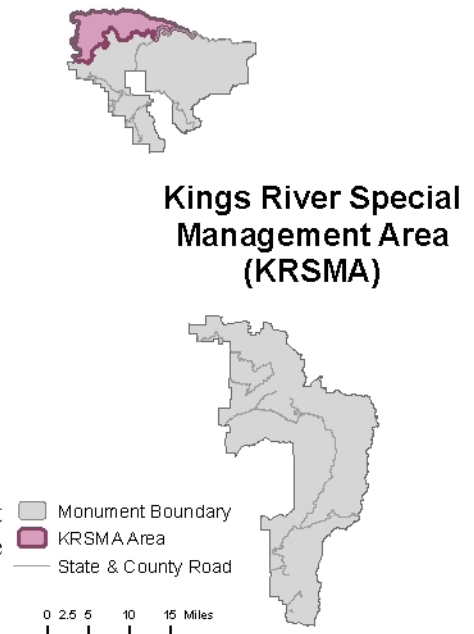 Kings River Special
Management Area
(KRSMA)
Monument Boundary
KRSMA Area
State & County Road
0 2.5 5 10 15 Miles